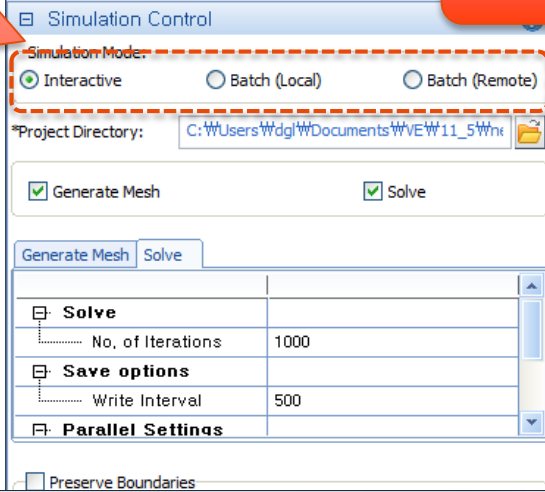 Simulation Control
Simulation Mode:
Interactive Batch (Local) Batch (Remote)
*Project Directory: C:₩Users₩dgl₩Documents₩VE₩11_5₩ne
Generate Mesh Solve
Generate Mesh Solve
Solve
No, of Iterations 1000
Save options
Write Interval 500
Parallel Settings
Preserve Boundaries